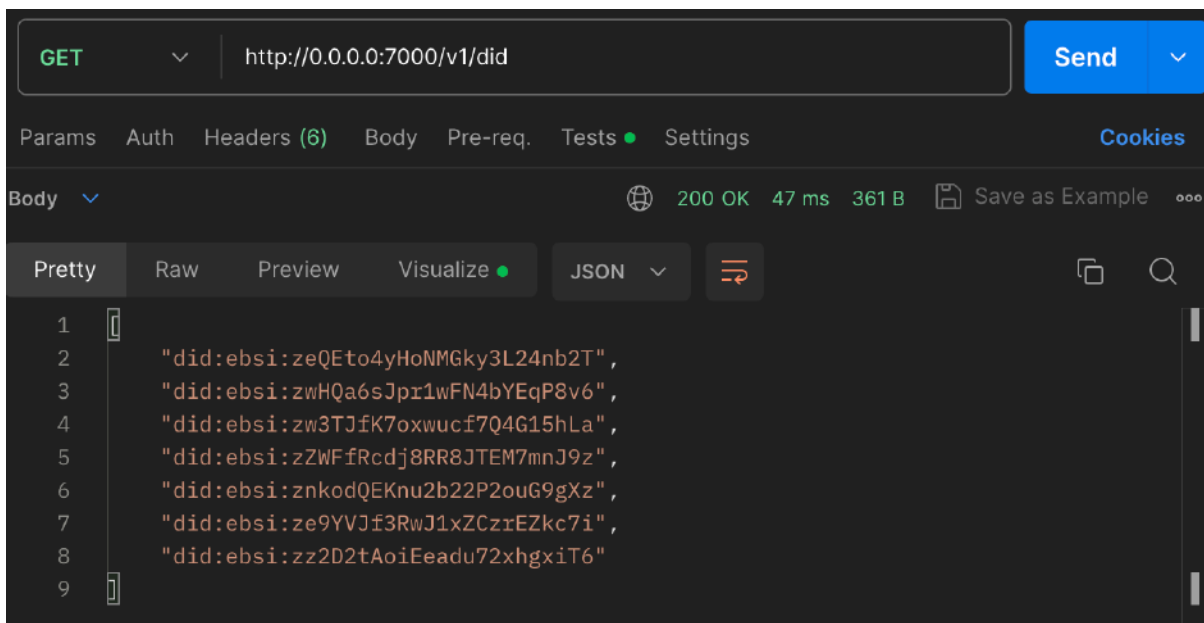 GET http://0.0.0.0:7000/v1/did Send
Params Auth Headers (6) Body Pre-req. Tests Settings Cookies
Body 200 OK 47 ms 361 B Save as Example
Pretty Raw Preview Visualize JSON
1 [
2 "did:ebsi:zeQEto4yHoNMGky3L24nb2T",
3 "did:ebsi:zwHQa6sJpr1wFN4bYEqP8v6",
4 "did:ebsi:zw3TJfK7oxwucf7Q4G15hLa",
5 "did:ebsi:zZWFfRcdj8RR8JTEM7mnJ9z",
6 "did:ebsi:znkodQEKnu2b22P2ouG9gXz",
7 "did:ebsi:ze9YVJf3RwJ1xZCzrEZkc7i",
8 "did:ebsi:zz2D2tAoiEeadu72xhgxiT6"
9 ]